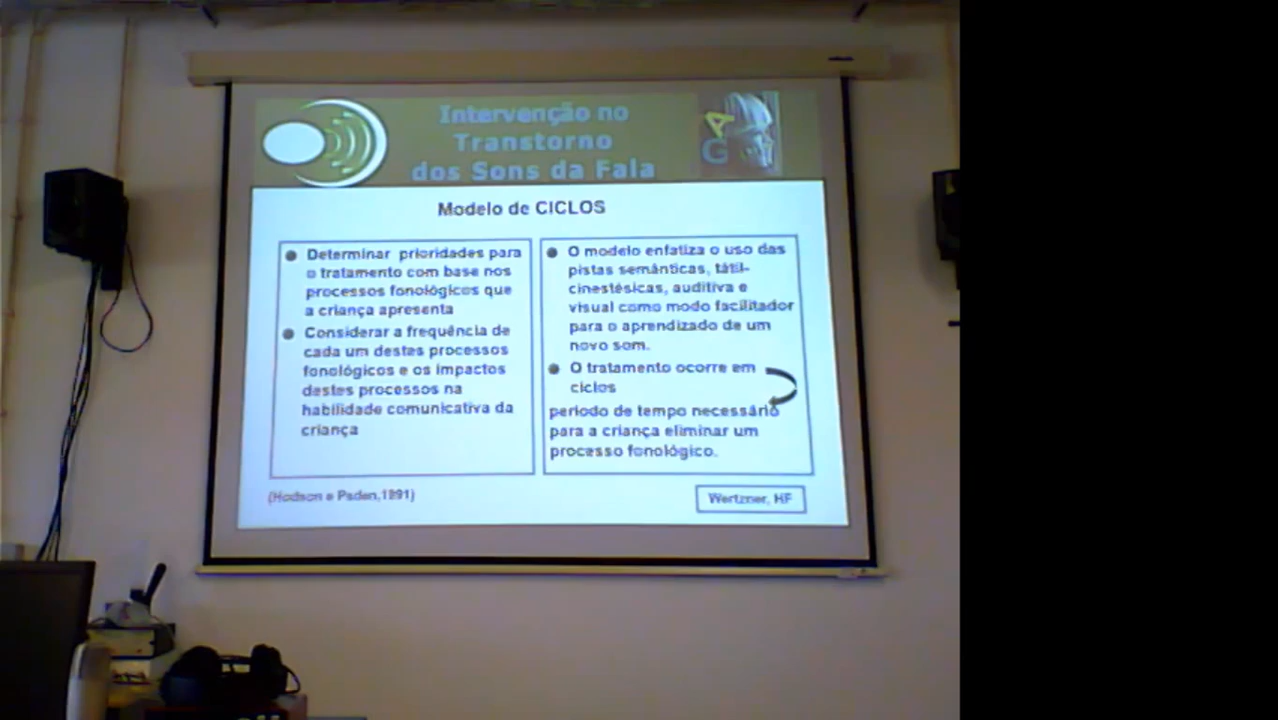 Intervenção no
Transtorno
dos Sons da Fala
A
G
Modelo de CICLOS
Determinar prioridades para
o tratamento com base nos
processos fonológicos que
a criança apresenta
Considerar a frequência de
cada um destes processos
fonológicos e os impactos
destes processos na
habilidade comunicativa da
criança
O modelo enfatiza o uso das
pistas semânticas, tátil-
cinestésicas, auditiva e
visual como modo facilitador
para o aprendizado de um
novo som.
O tratamento ocorre em
ciclos
período de tempo necessário
para a criança eliminar um
processo fonológico.
(Hodson e Paden,1991)
Wertzner, HF